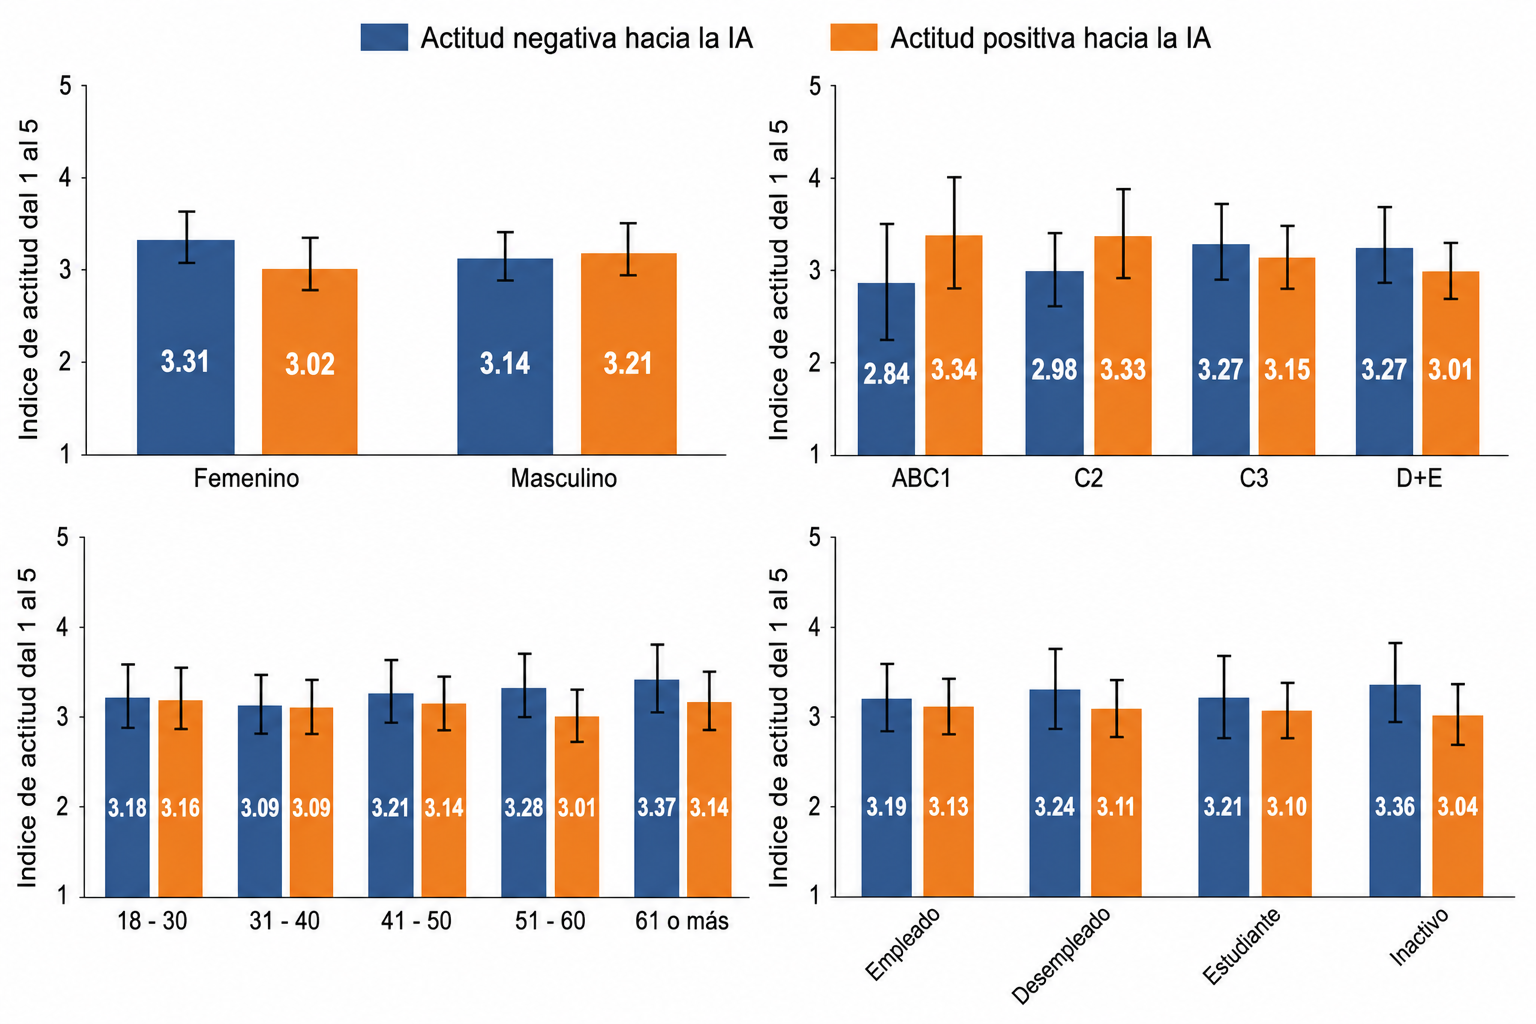 Actitud negativa hacia la IA
Actitud positiva hacia la IA
Indice de actitud dal 1 al 5
5
4
3
2
1
3.31
3.02
3.14
3.21
Femenino
Masculino
Indice de actitud del 1 al 5
5
4
3
2
1
2.84
3.34
2.98
3.33
3.27
3.15
3.27
3.01
ABC1
C2
C3
D+E
Indice de actitud dal 1 al 5
5
4
3
2
1
3.18
3.16
3.09
3.09
3.21
3.14
3.28
3.01
3.37
3.14
18 - 30
31 - 40
41 - 50
51 - 60
61 o más
Indice de actitud del 1 al 5
5
4
3
2
1
3.19
3.13
3.24
3.11
3.21
3.10
3.36
3.04
Empleado
Desempleado
Estudiante
Inactivo